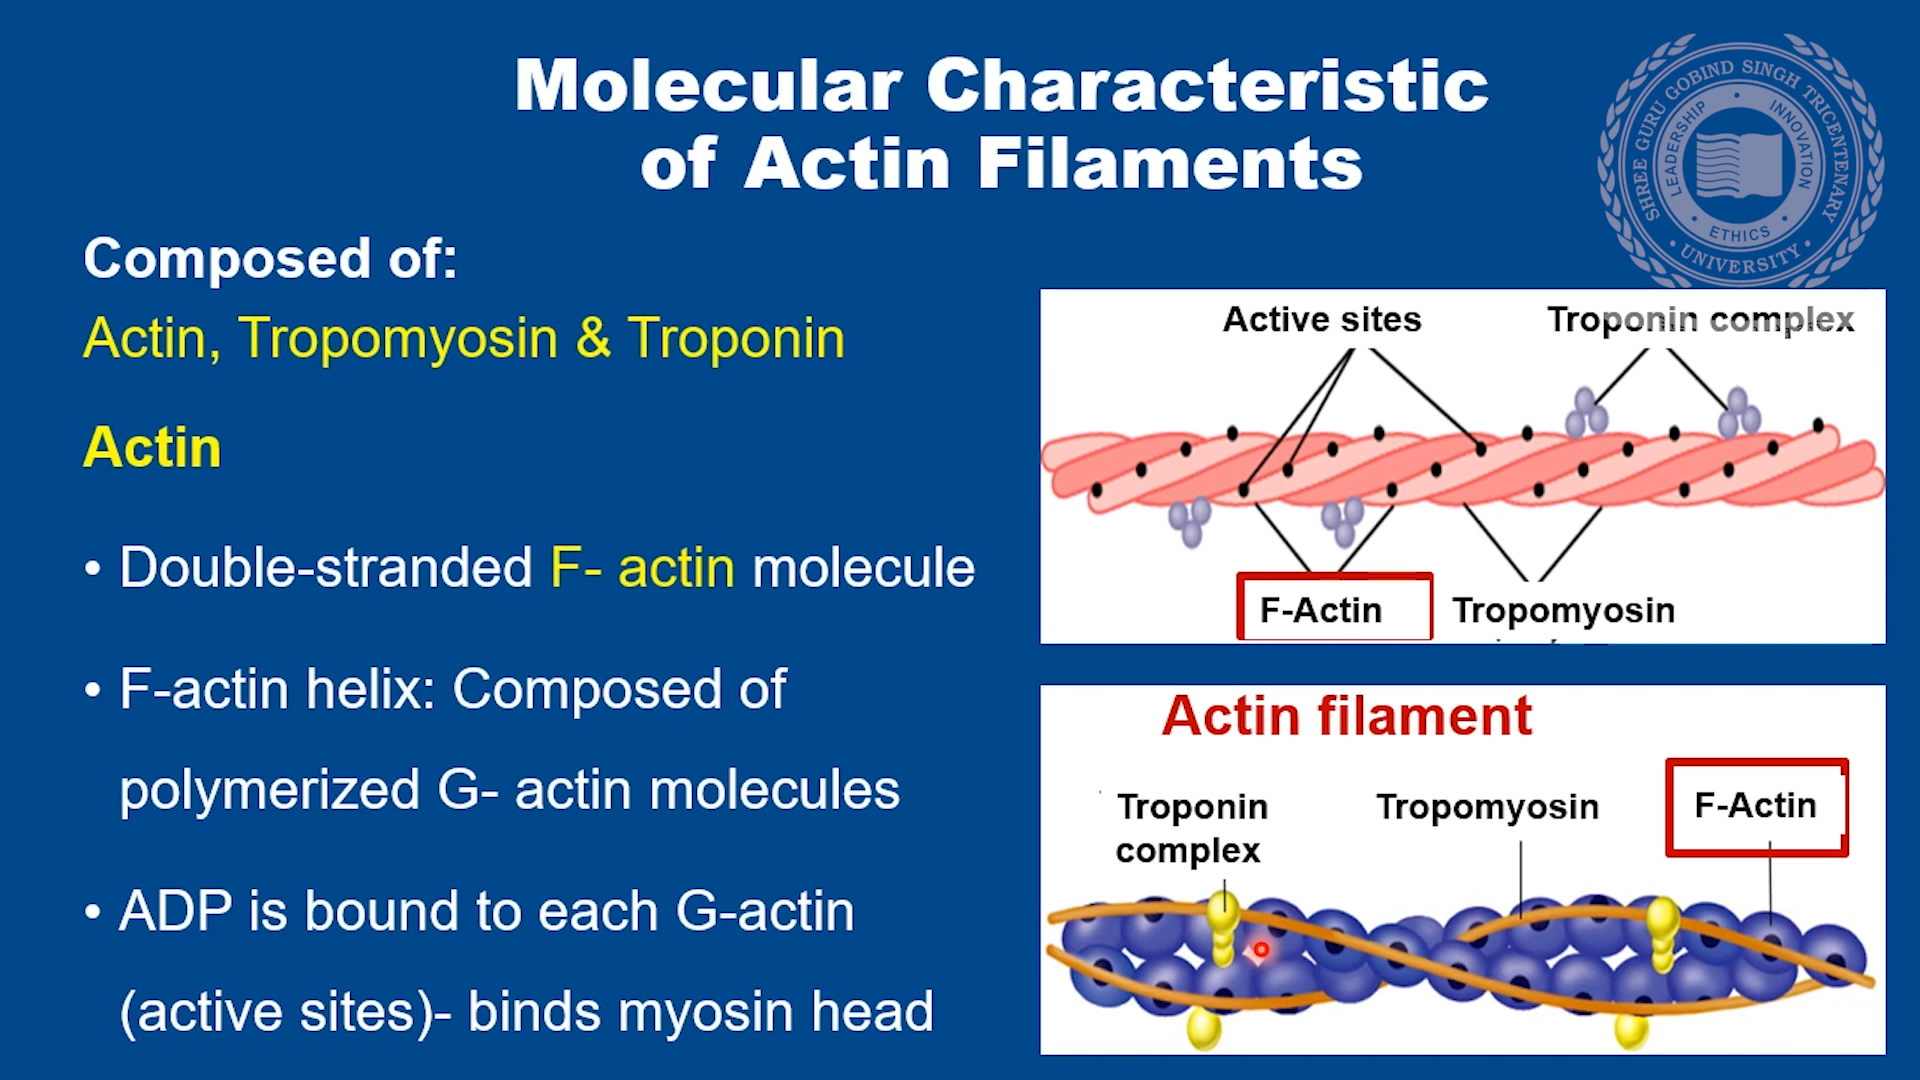 Molecular Characteristic
of Actin Filaments
SHREE GURU GOBIND SINGH TRICENTENARY
UNIVERSITY
LEADERSHIP
INNOVATION
ETHICS
Composed of:
Actin, Tropomyosin & Troponin
Actin
• Double-stranded F- actin molecule
• F-actin helix: Composed of
polymerized G- actin molecules
• ADP is bound to each G-actin
(active sites)- binds myosin head
Active sites
Troponin complex
F-Actin
Tropomyosin
Actin filament
Troponin
complex
Tropomyosin
F-Actin